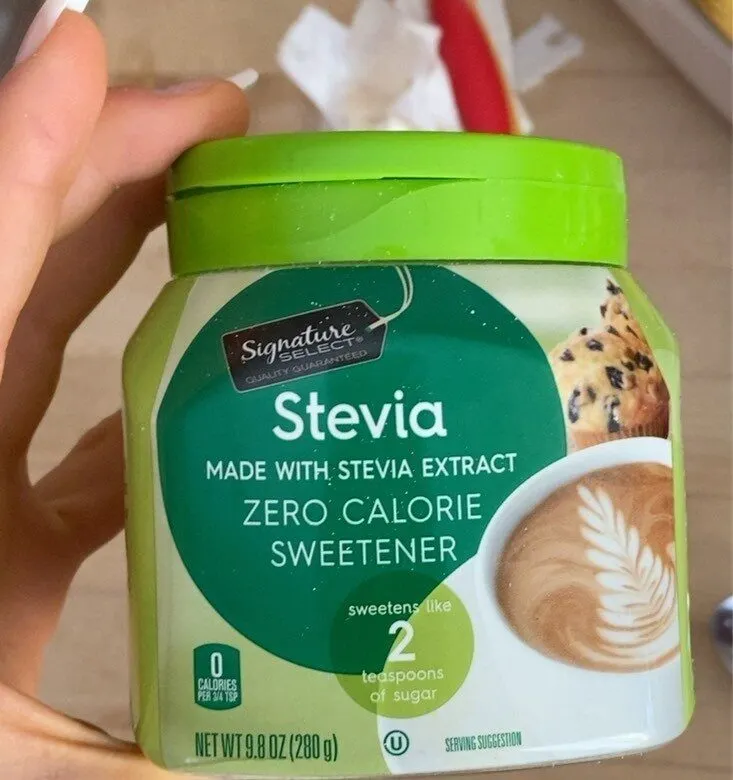 Signature
SELECT®
QUALITY GUARANTEED
Stevia
MADE WITH STEVIA EXTRACT
ZERO CALORIE
SWEETENER
sweetens like
2
teaspoons
of sugar
0
CALORIES
PER 3/4 TSP
NET WT 9.8 OZ (280 g)
U
SERVING SUGGESTION